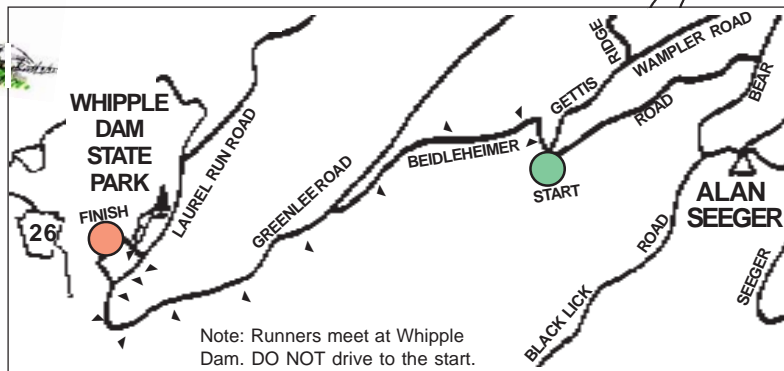 WHIPPLE
DAM
STATE
PARK
FINISH
26
LAUREL RUN ROAD
GREENLEE ROAD
BEIDLEHEIMER
START
GETTIS
RIDGE
WAMPLER ROAD
ROAD
BEAR
ALAN
SEEGER
SEEGER
BLACK LICK
ROAD
Note: Runners meet at Whipple
Dam. DO NOT drive to the start.